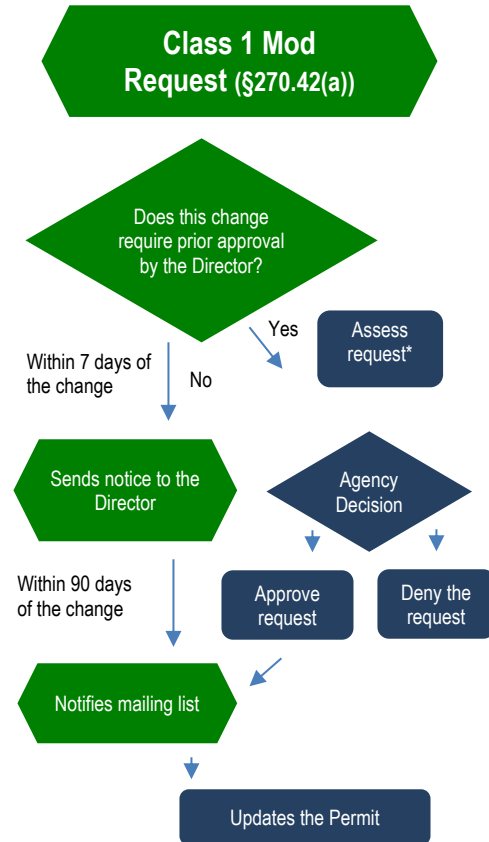 Class 1 Mod
Request (§270.42(a))
Does this change
require prior approval
by the Director?
Yes
Assess
request*
Within 7 days of
the change
No
Sends notice to the
Director
Agency
Decision
Within 90 days
of the change
Approve
request
Deny the
request
Notifies mailing list
Updates the Permit